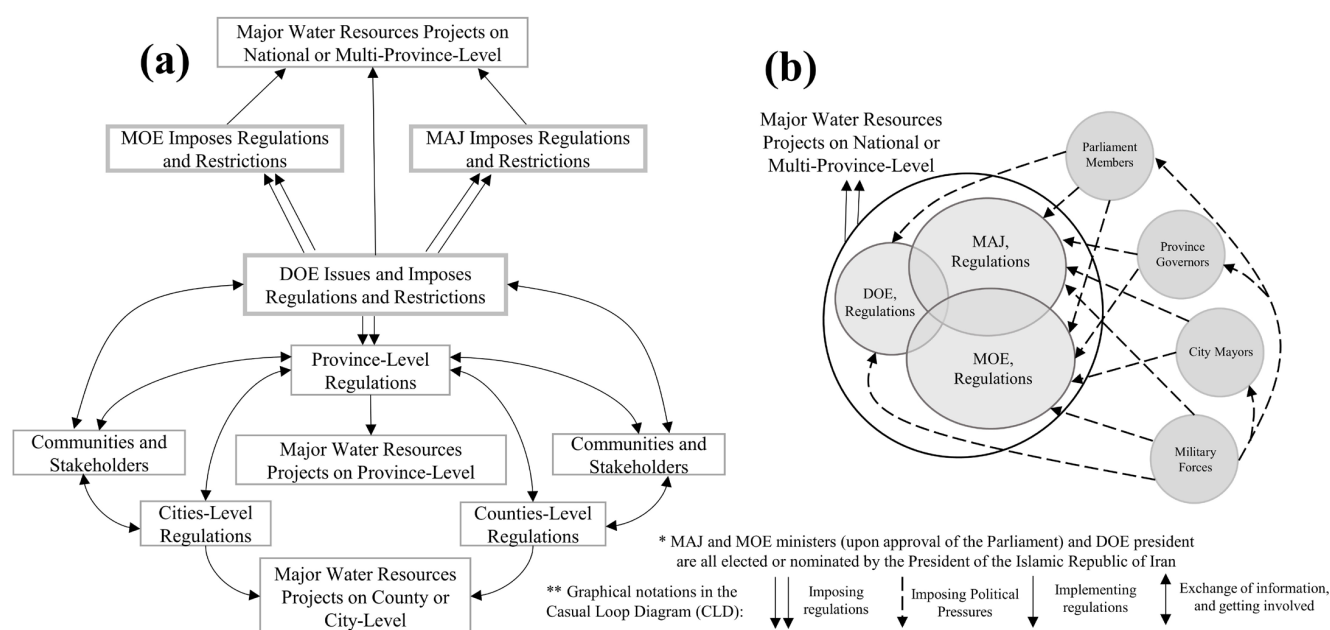 (a)
Major Water Resources Projects on
National or Multi-Province-Level
MOE Imposes Regulations
and Restrictions
MAJ Imposes Regulations
and Restrictions
DOE Issues and Imposes
Regulations and Restrictions
Province-Level
Regulations
Communities and
Stakeholders
Major Water Resources
Projects on Province-Level
Communities and
Stakeholders
Cities-Level
Regulations
Counties-Level
Regulations
Major Water Resources
Projects on County or
City-Level
(b)
Major Water Resources
Projects on National or
Multi-Province-Level
Parliament
Members
MAJ,
Regulations
Province
Governors
DOE,
Regulations
City Mayors
MOE,
Regulations
Military
Forces
* MAJ and MOE ministers (upon approval of the Parliament) and DOE president
are all elected or nominated by the President of the Islamic Republic of Iran
** Graphical notations in the
Casual Loop Diagram (CLD):
Imposing
regulations
Imposing Political
Pressures
Implementing
regulations
Exchange of information,
and getting involved